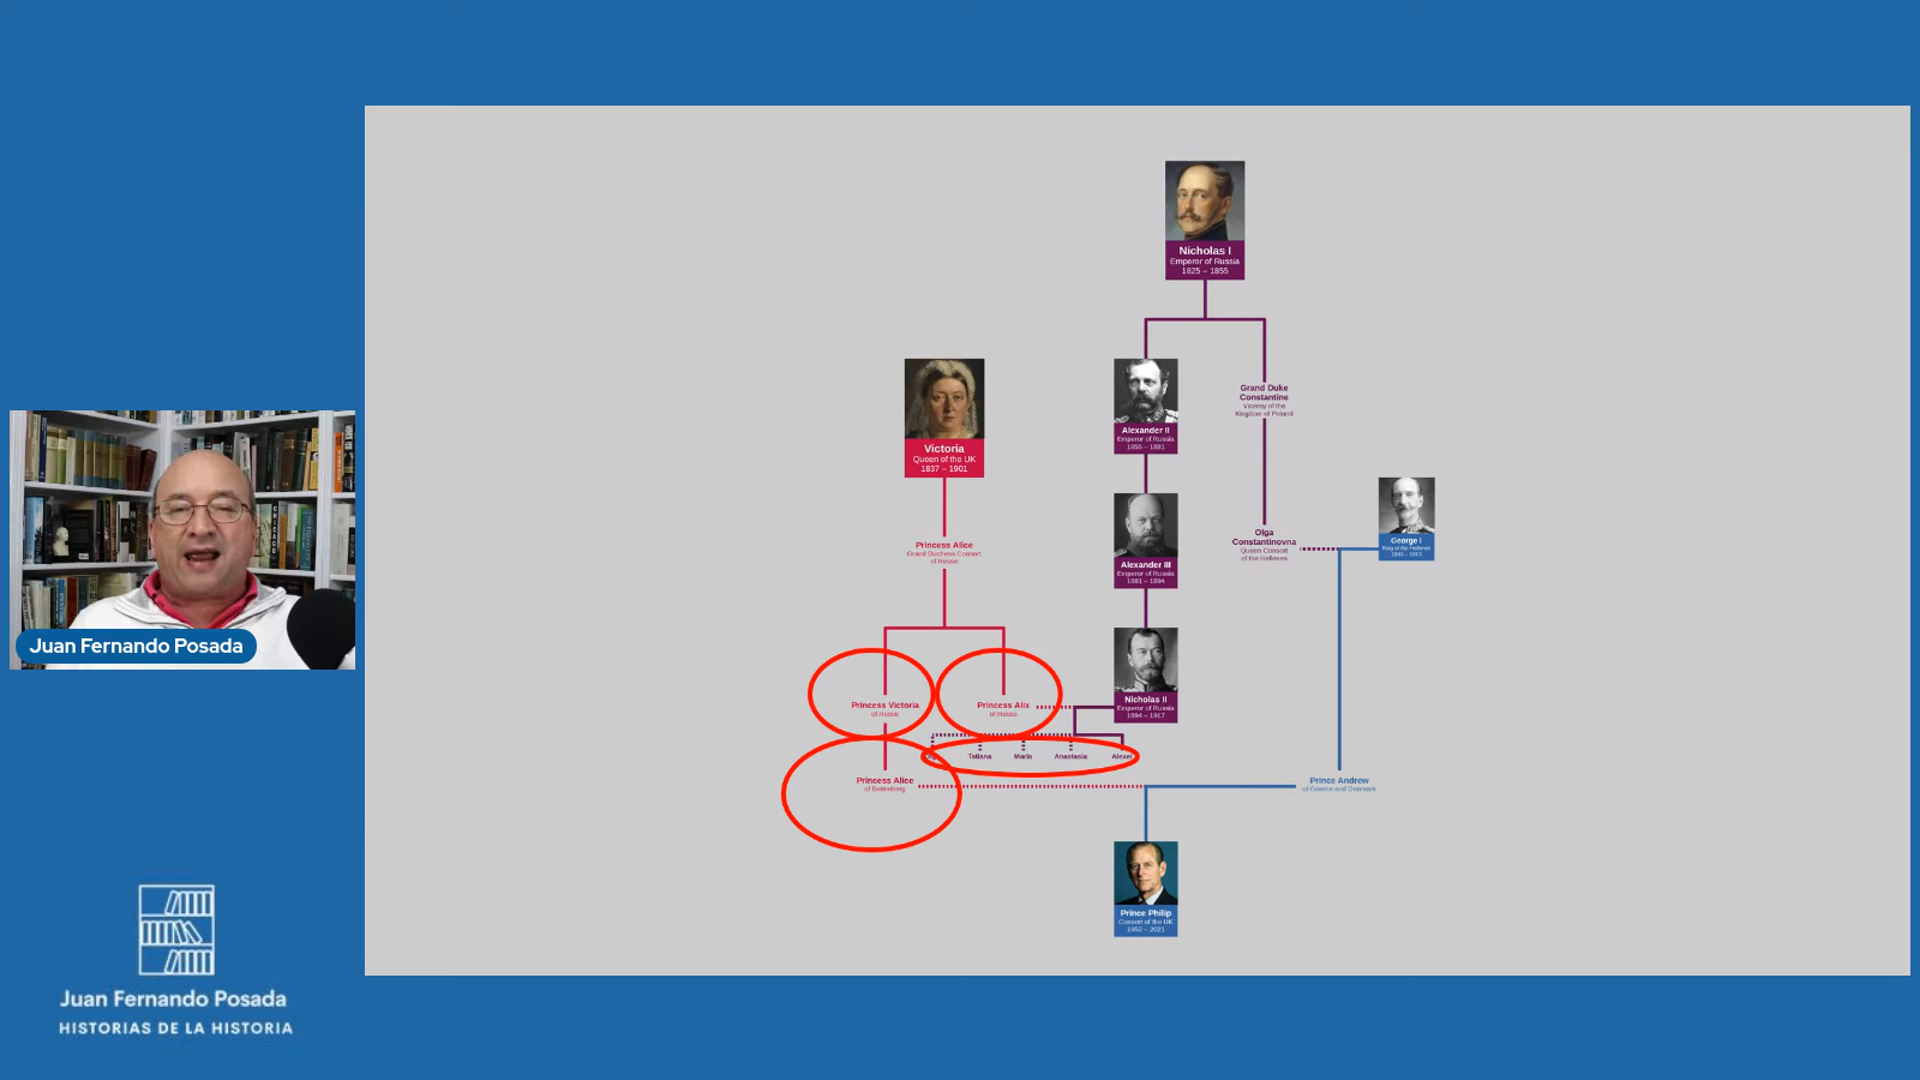 Nicholas I
Emperor of Russia
1825 – 1855
Victoria
Queen of the UK
1837 – 1901
Alexander II
Emperor of Russia
1855 – 1881
Grand Duke
Constantine
Viceroy of the
Kingdom of Poland
Princess Alice
Grand Duchess Consort
of Hesse
Alexander III
Emperor of Russia
1881 – 1894
Olga
Constantinovna
Queen Consort
of the Hellenes
George I
King of the Hellenes
Princess Victoria
of Hesse
Princess Alix
of Hesse
Nicholas II
Emperor of Russia
1894 – 1917
Tatiana
Maria
Anastasia
Alexei
Princess Alice
of Battenberg
Prince Andrew
of Greece and Denmark
Prince Philip
Consort of the UK
1952 – 2021
CHICAGO
Juan Fernando Posada
Juan Fernando Posada
HISTORIAS DE LA HISTORIA